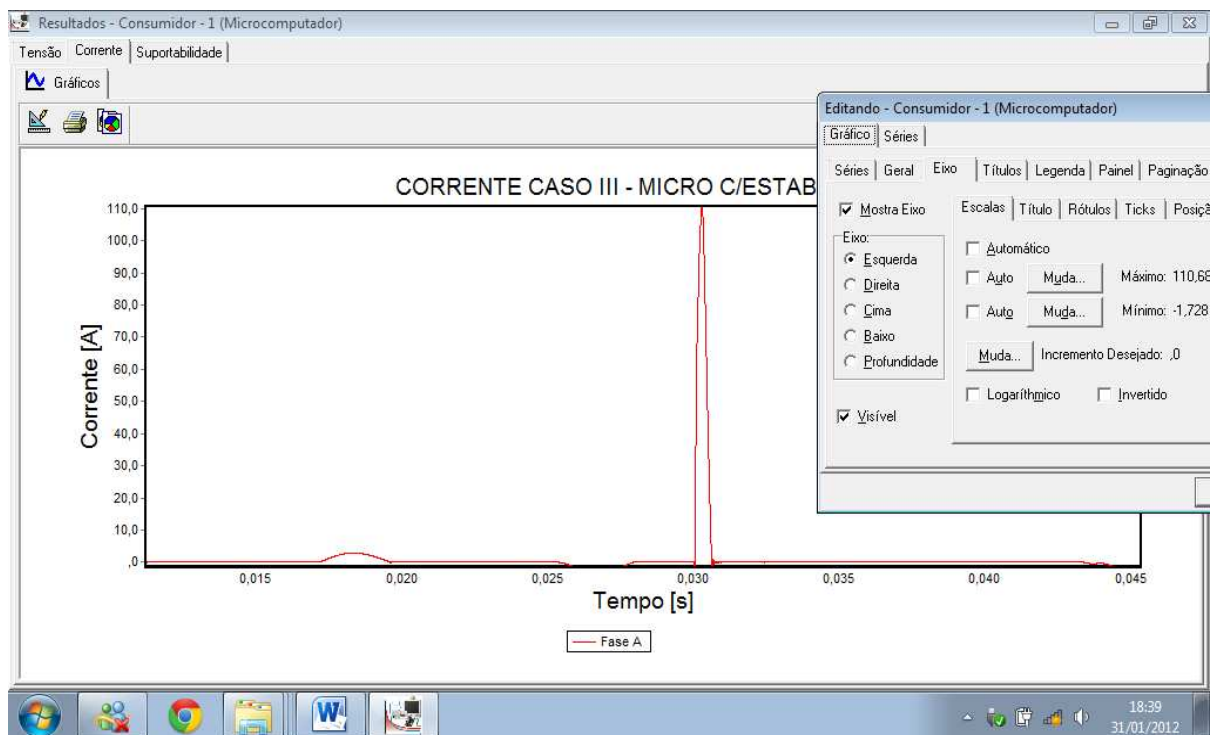 Resultados - Consumidor - 1 (Microcomputador)
Tensão Corrente Suportabilidade
Gráficos
CORRENTE CASO III - MICRO C/ESTAB
110,0
100,0
90,0
80,0
70,0
60,0
50,0
40,0
30,0
20,0
10,0
,0
Corrente [A]
0,015 0,020 0,025 0,030 0,035 0,040 0,045
Tempo [s]
Fase A
Editando - Consumidor - 1 (Microcomputador)
Gráfico Séries
Séries Geral Eixo Títulos Legenda Painel Paginação
Mostra Eixo
Eixo:
Esquerda
Direita
Cima
Baixo
Profundidade
Visível
Escalas Título Rótulos Ticks Posiçã
Automático
Auto Muda... Máximo: 110,68
Auto Muda... Mínimo: -1,728
Muda... Incremento Desejado: ,0
Logaríthmico Invertido
18:39
31/01/2012